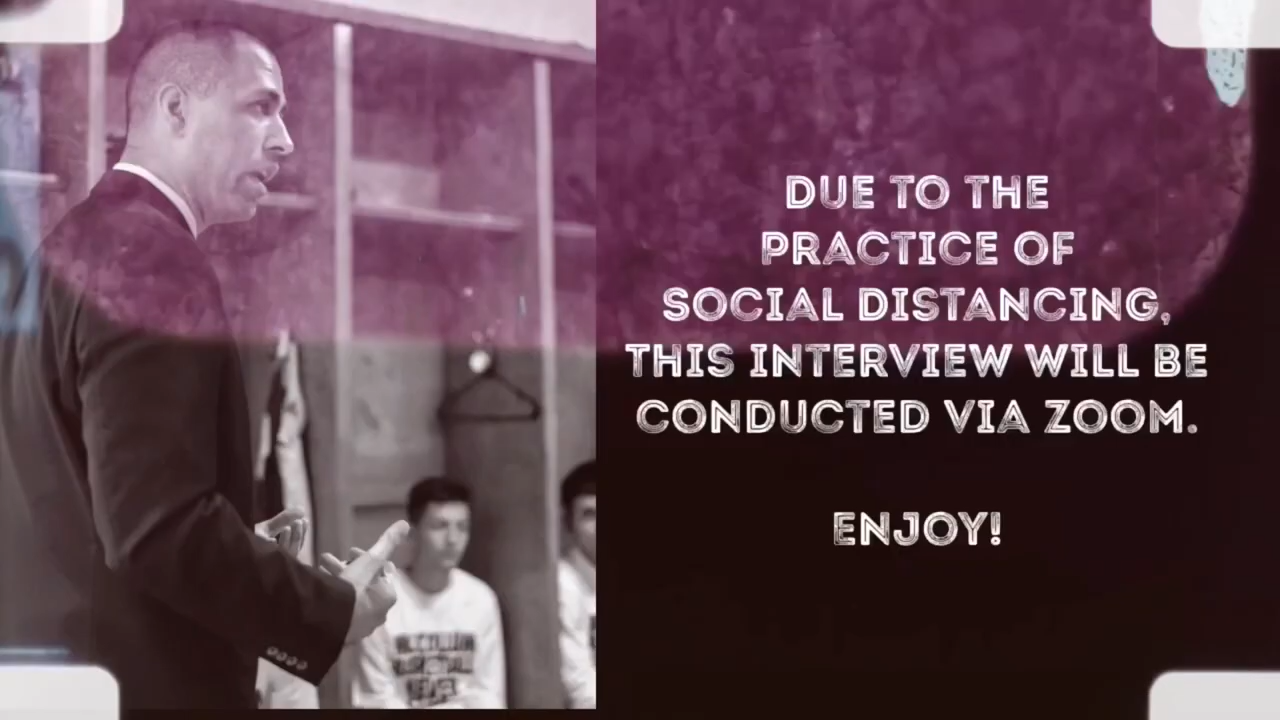 DUE TO THE
PRACTICE OF
SOCIAL DISTANCING,
THIS INTERVIEW WILL BE
CONDUCTED VIA ZOOM.
ENJOY!